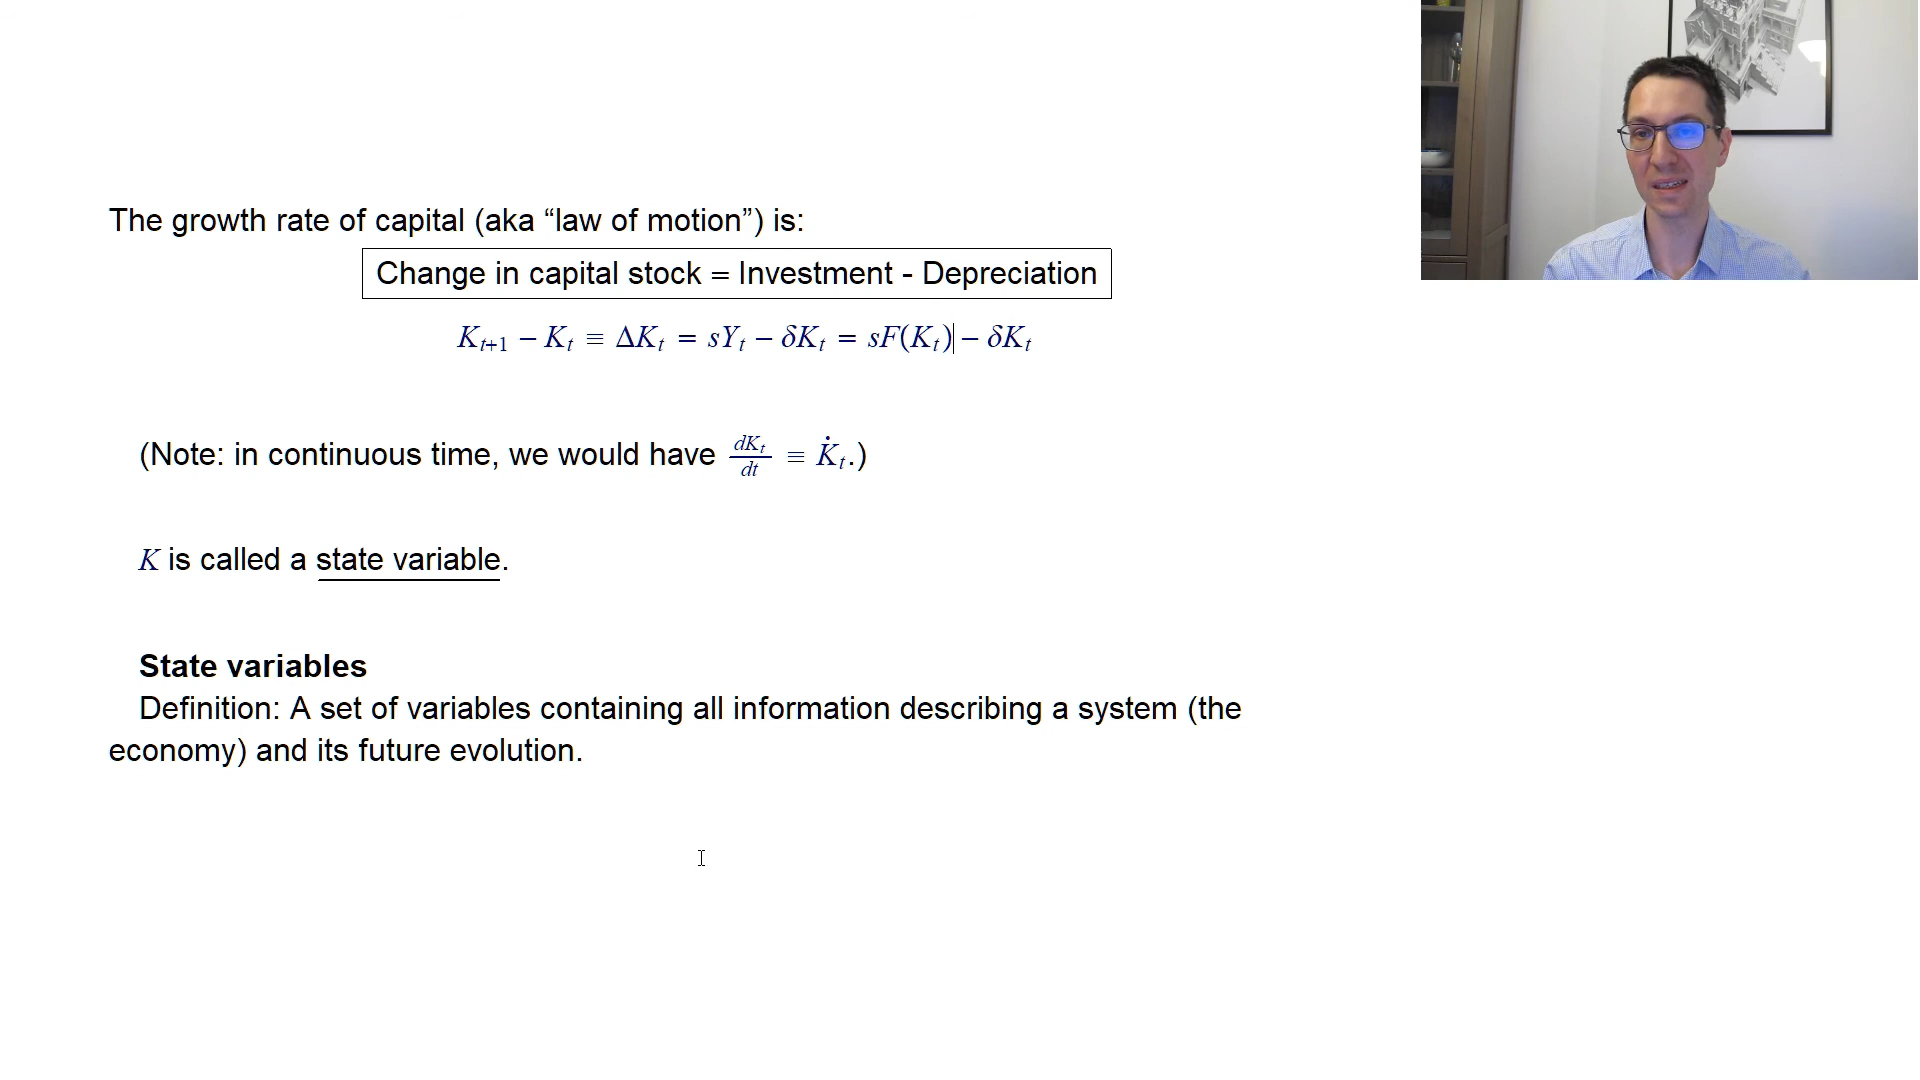 The growth rate of capital (aka “law of motion”) is:
Change in capital stock = Investment - Depreciation
Kₜ₊₁ − Kₜ ≡ ΔKₜ = sYₜ − δKₜ = sF(Kₜ) − δKₜ
(Note: in continuous time, we would have dKₜ/dt ≡ K̇ₜ.)
K is called a state variable.
State variables
Definition: A set of variables containing all information describing a system (the
economy) and its future evolution.